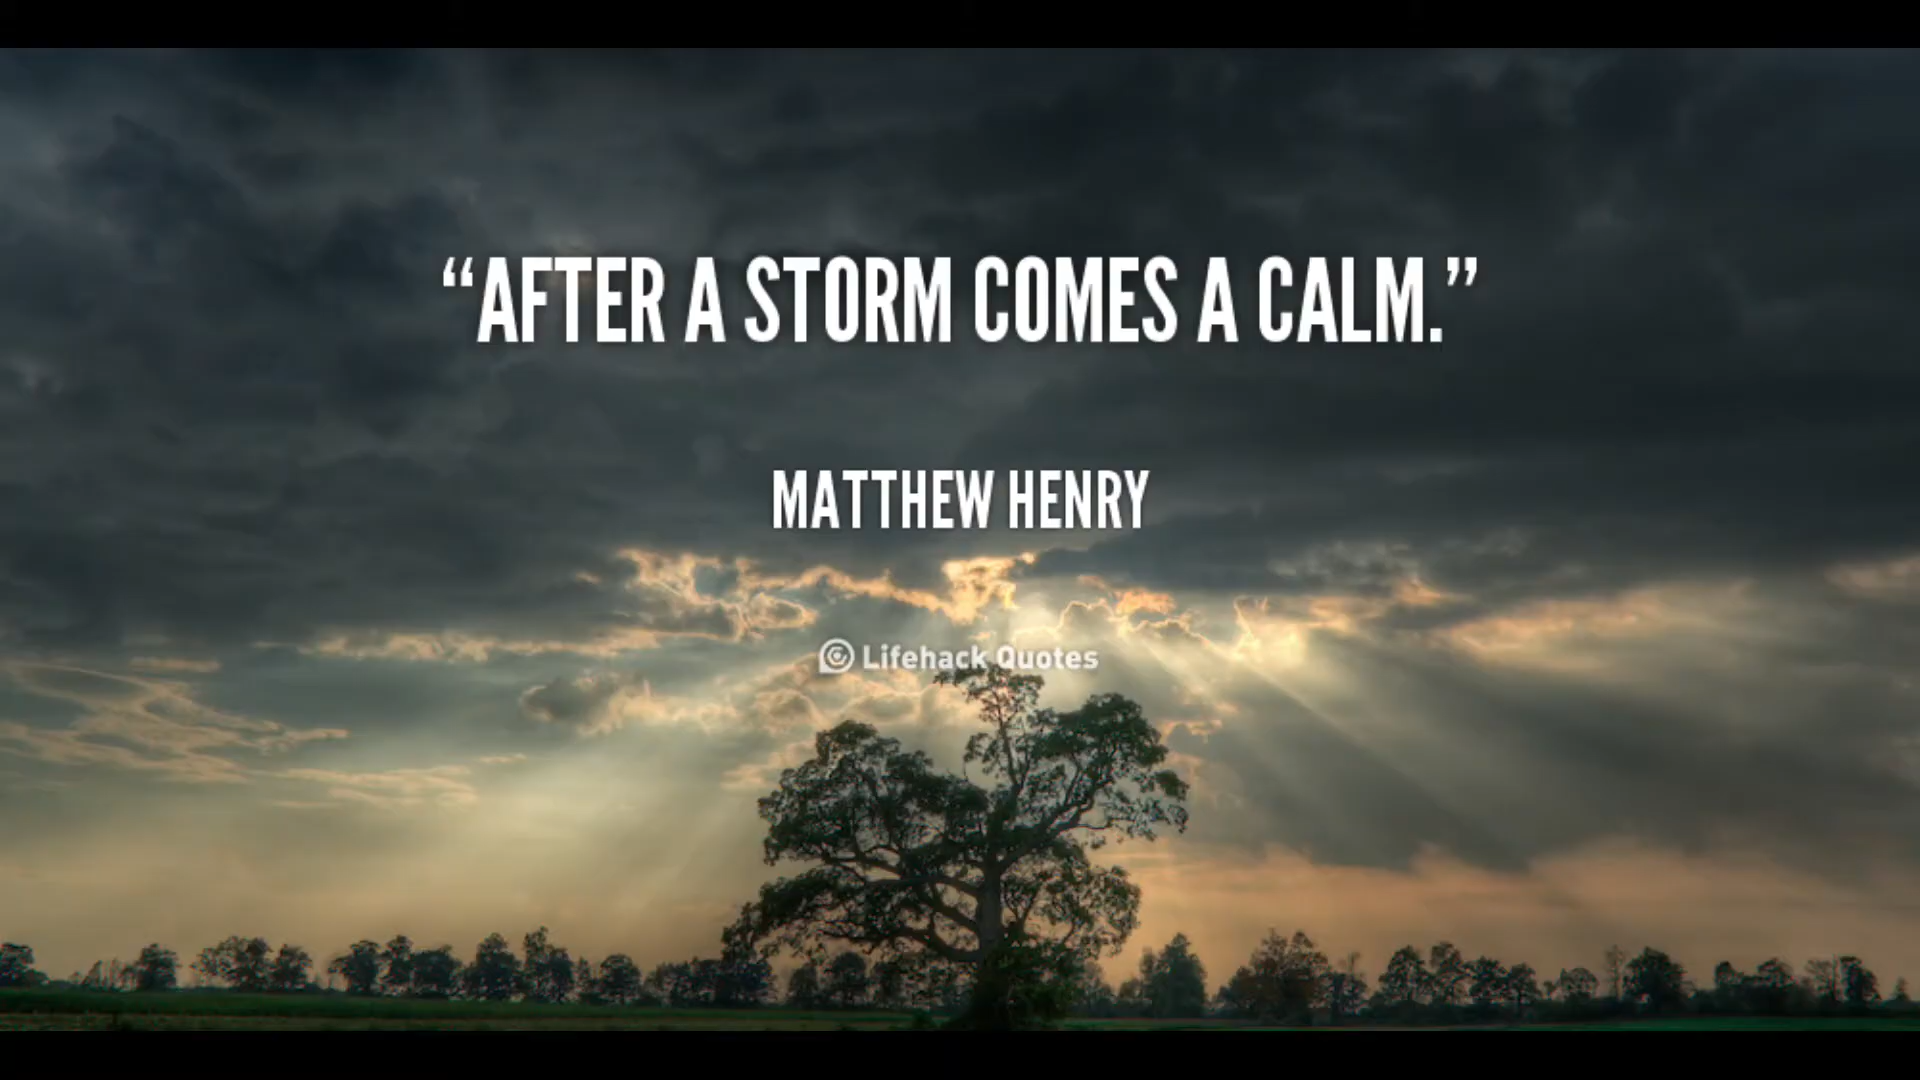 “AFTER A STORM COMES A CALM.”
MATTHEW HENRY
Lifehack Quotes